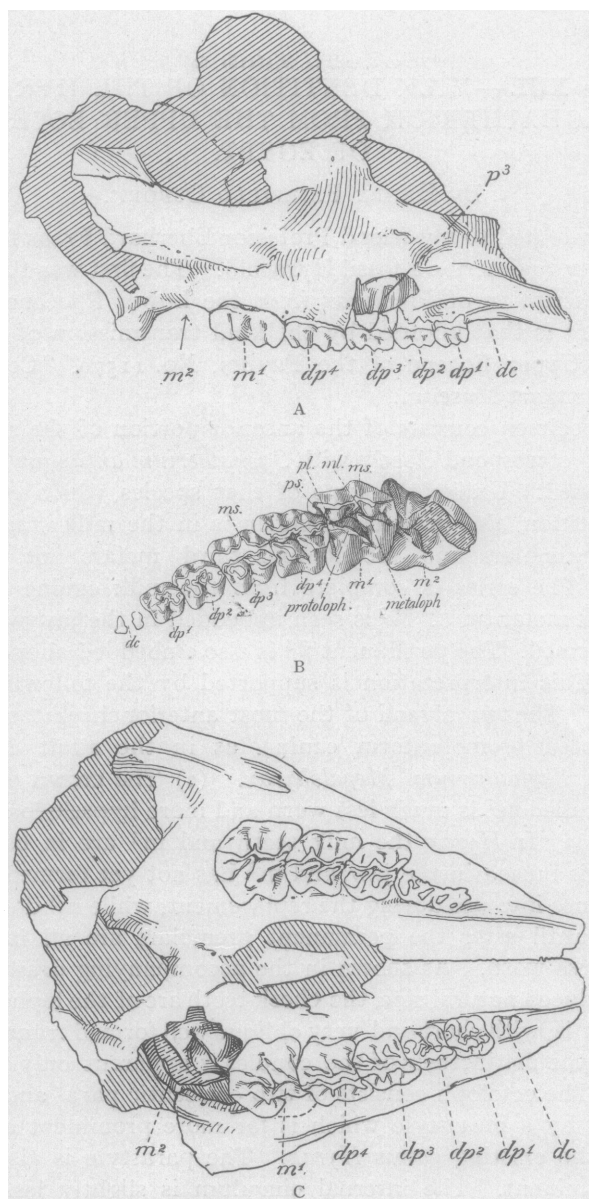 p³
m² m¹ dp⁴ dp³ dp² dp¹ dc
A
pl. ml. ms.
ps.
ms.
dc dp¹ dp² dp³ dp⁴ protoloph. m¹ metaloph m²
B
m² m¹ dp⁴ dp³ dp² dp¹ dc
C